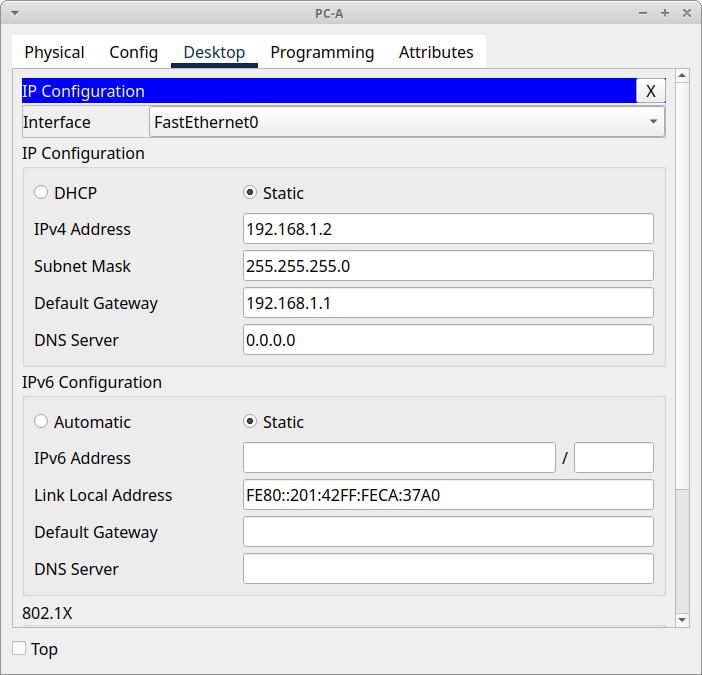 PC-A
Physical Config Desktop Programming Attributes
IP Configuration X
Interface FastEthernet0
IP Configuration
DHCP Static
IPv4 Address 192.168.1.2
Subnet Mask 255.255.255.0
Default Gateway 192.168.1.1
DNS Server 0.0.0.0
IPv6 Configuration
Automatic Static
IPv6 Address /
Link Local Address FE80::201:42FF:FECA:37A0
Default Gateway
DNS Server
802.1X
Top